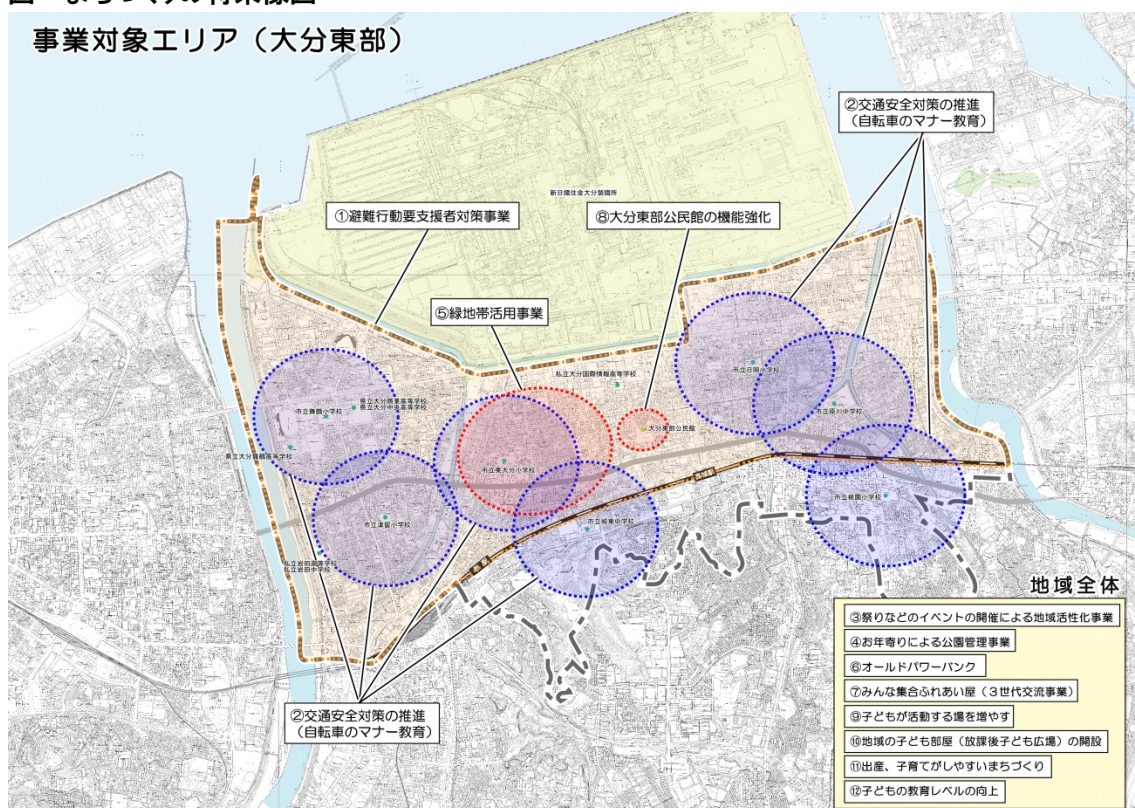 事業対象エリア(大分東部)
②交通安全対策の推進
(自転車のマナー教育)
新日鐵住金大分製鐵所
①避難行動要支援者対策事業
⑧大分東部公民館の機能強化
⑤緑地帯活用事業
市立日岡小学校
私立大分国際情報高等学校
県立大分商業高等学校
県立大分中央高等学校
市立舞鶴小学校
市立原川中学校
大分東部公民館
県立大分舞鶴高等学校
市立東大分小学校
市立桃園小学校
市立津留小学校
市立城東中学校
私立岩田高等学校
私立岩田中学校
地域全体
③祭りなどのイベントの開催による地域活性化事業
④お年寄りによる公園管理事業
⑥オールドパワーバンク
⑦みんな集合ふれあい屋(3世代交流事業)
⑨子どもが活動する場を増やす
⑩地域の子ども部屋(放課後子ども広場)の開設
⑪出産、子育てがしやすいまちづくり
⑫子どもの教育レベルの向上
②交通安全対策の推進
(自転車のマナー教育)